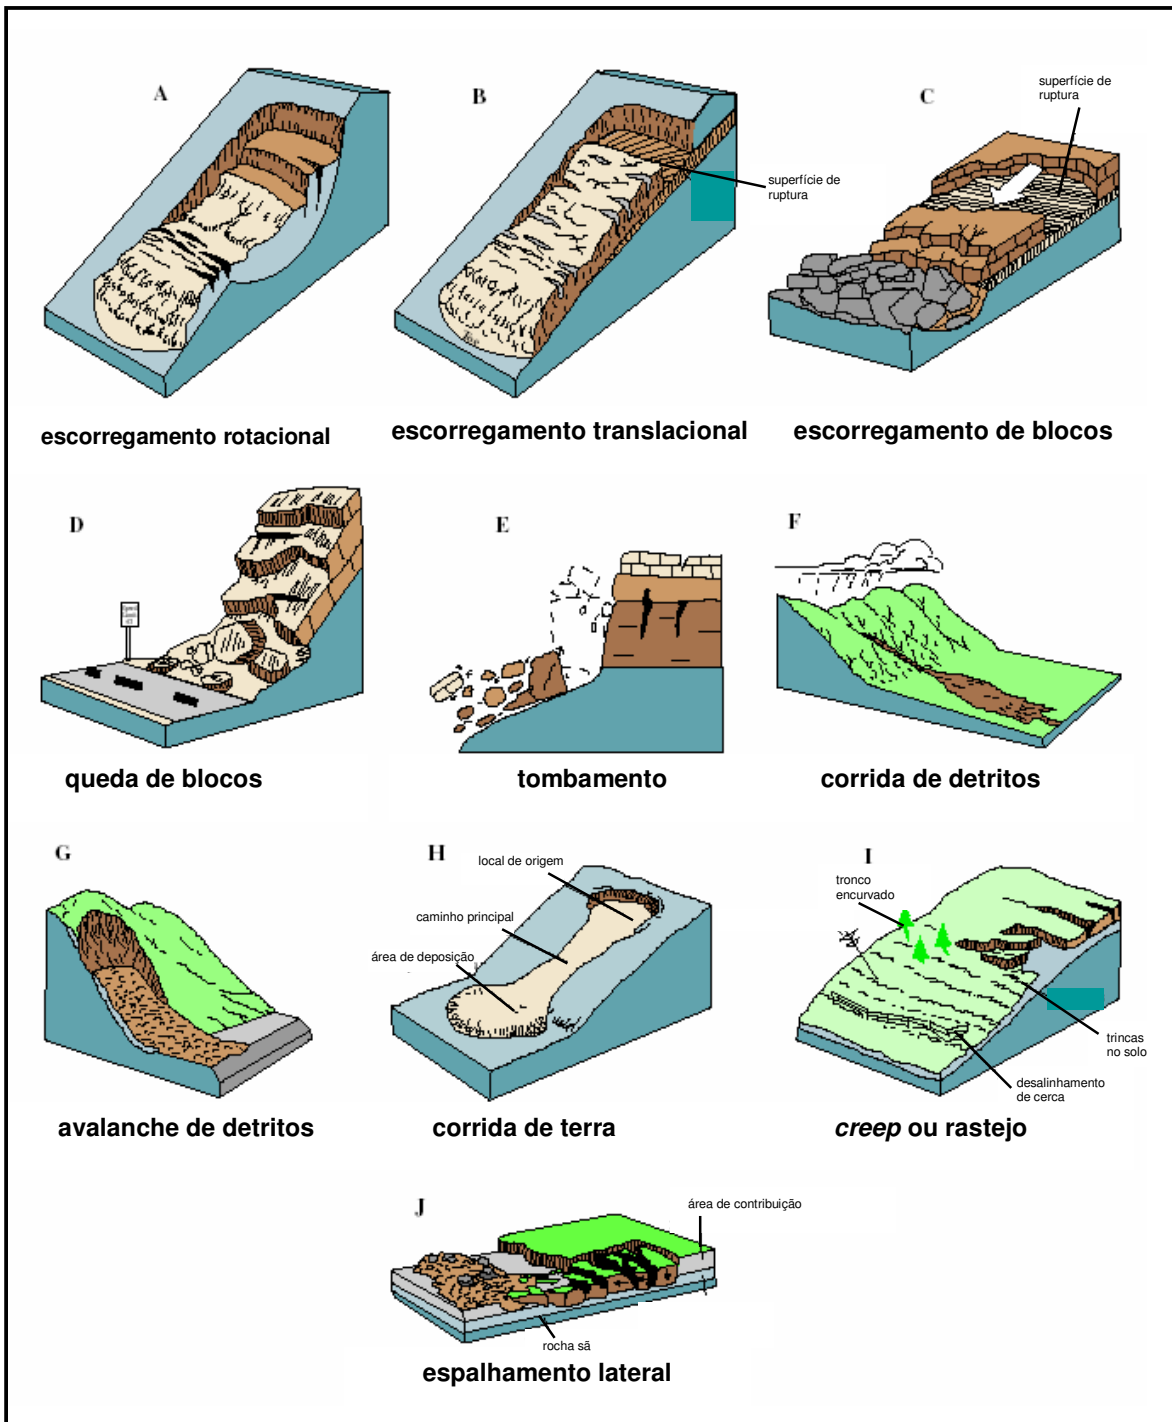 A
B
C
superfície de
ruptura
superfície de
ruptura
escorregamento rotacional
escorregamento translacional
escorregamento de blocos
D
E
F
queda de blocos
tombamento
corrida de detritos
G
H
I
local de origem
caminho principal
área de deposição
tronco
encurvado
trincas
no solo
desalinhamento
de cerca
avalanche de detritos
corrida de terra
creep ou rastejo
J
área de contribuição
rocha sã
espalhamento lateral